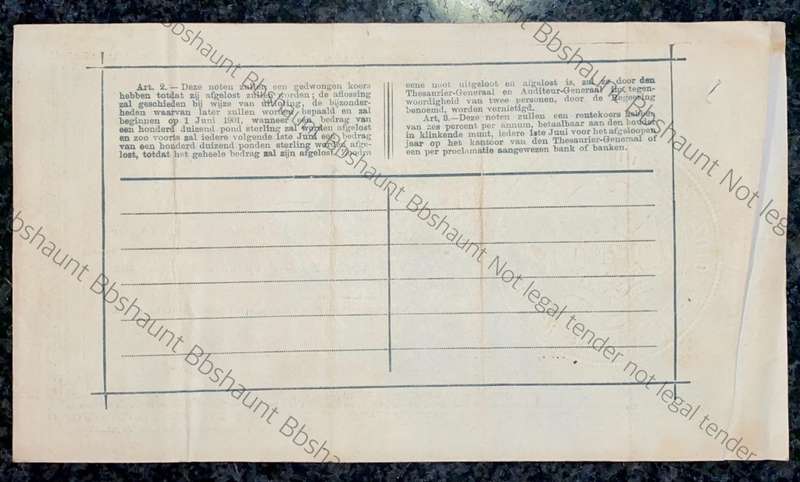 Art. 2.—Deze noten zullen een gedwongen koers
hebben totdat zij afgelost zullen worden; de aflossing
zal geschieden bij wijze van uitloting, de bijzonder-
heden waarvan later zullen worden bepaald en zal
beginnen op 1 Juni 1901, wanneer een bedrag van
een honderd duizend pond sterling zal worden afgelost
en zoo voorts zal iedere volgende 1ste Juni een bedrag
van een honderd duizend ponden sterling worden afge-
lost, totdat het geheele bedrag zal zijn afgelost.
eene noot uitgeloot en afgelost is, zal ze door den
Thesaurier-Generaal en Auditeur-Generaal in tegen-
woordigheid van twee personen, door de Regeering
benoemd, worden vernietigd.
Art. 3.—Deze noten zullen een rentekoers hebben
van zes percent per annum, betaalbaar aan den houder
in klinkende munt, iedere 1ste Juni voor het afgeloopen
jaar op het kantoor van den Thesaurier-Generaal of
een per proclamatie aangewezen bank of banken.
Bbshaunt Bbshaunt Not legal tender
Bbshaunt Bbshaunt Not legal
Bbshaunt Bbshaunt Bbshaunt Not legal tender not legal tender
Bbshaunt Bbshaunt Bbshaunt Bbsha